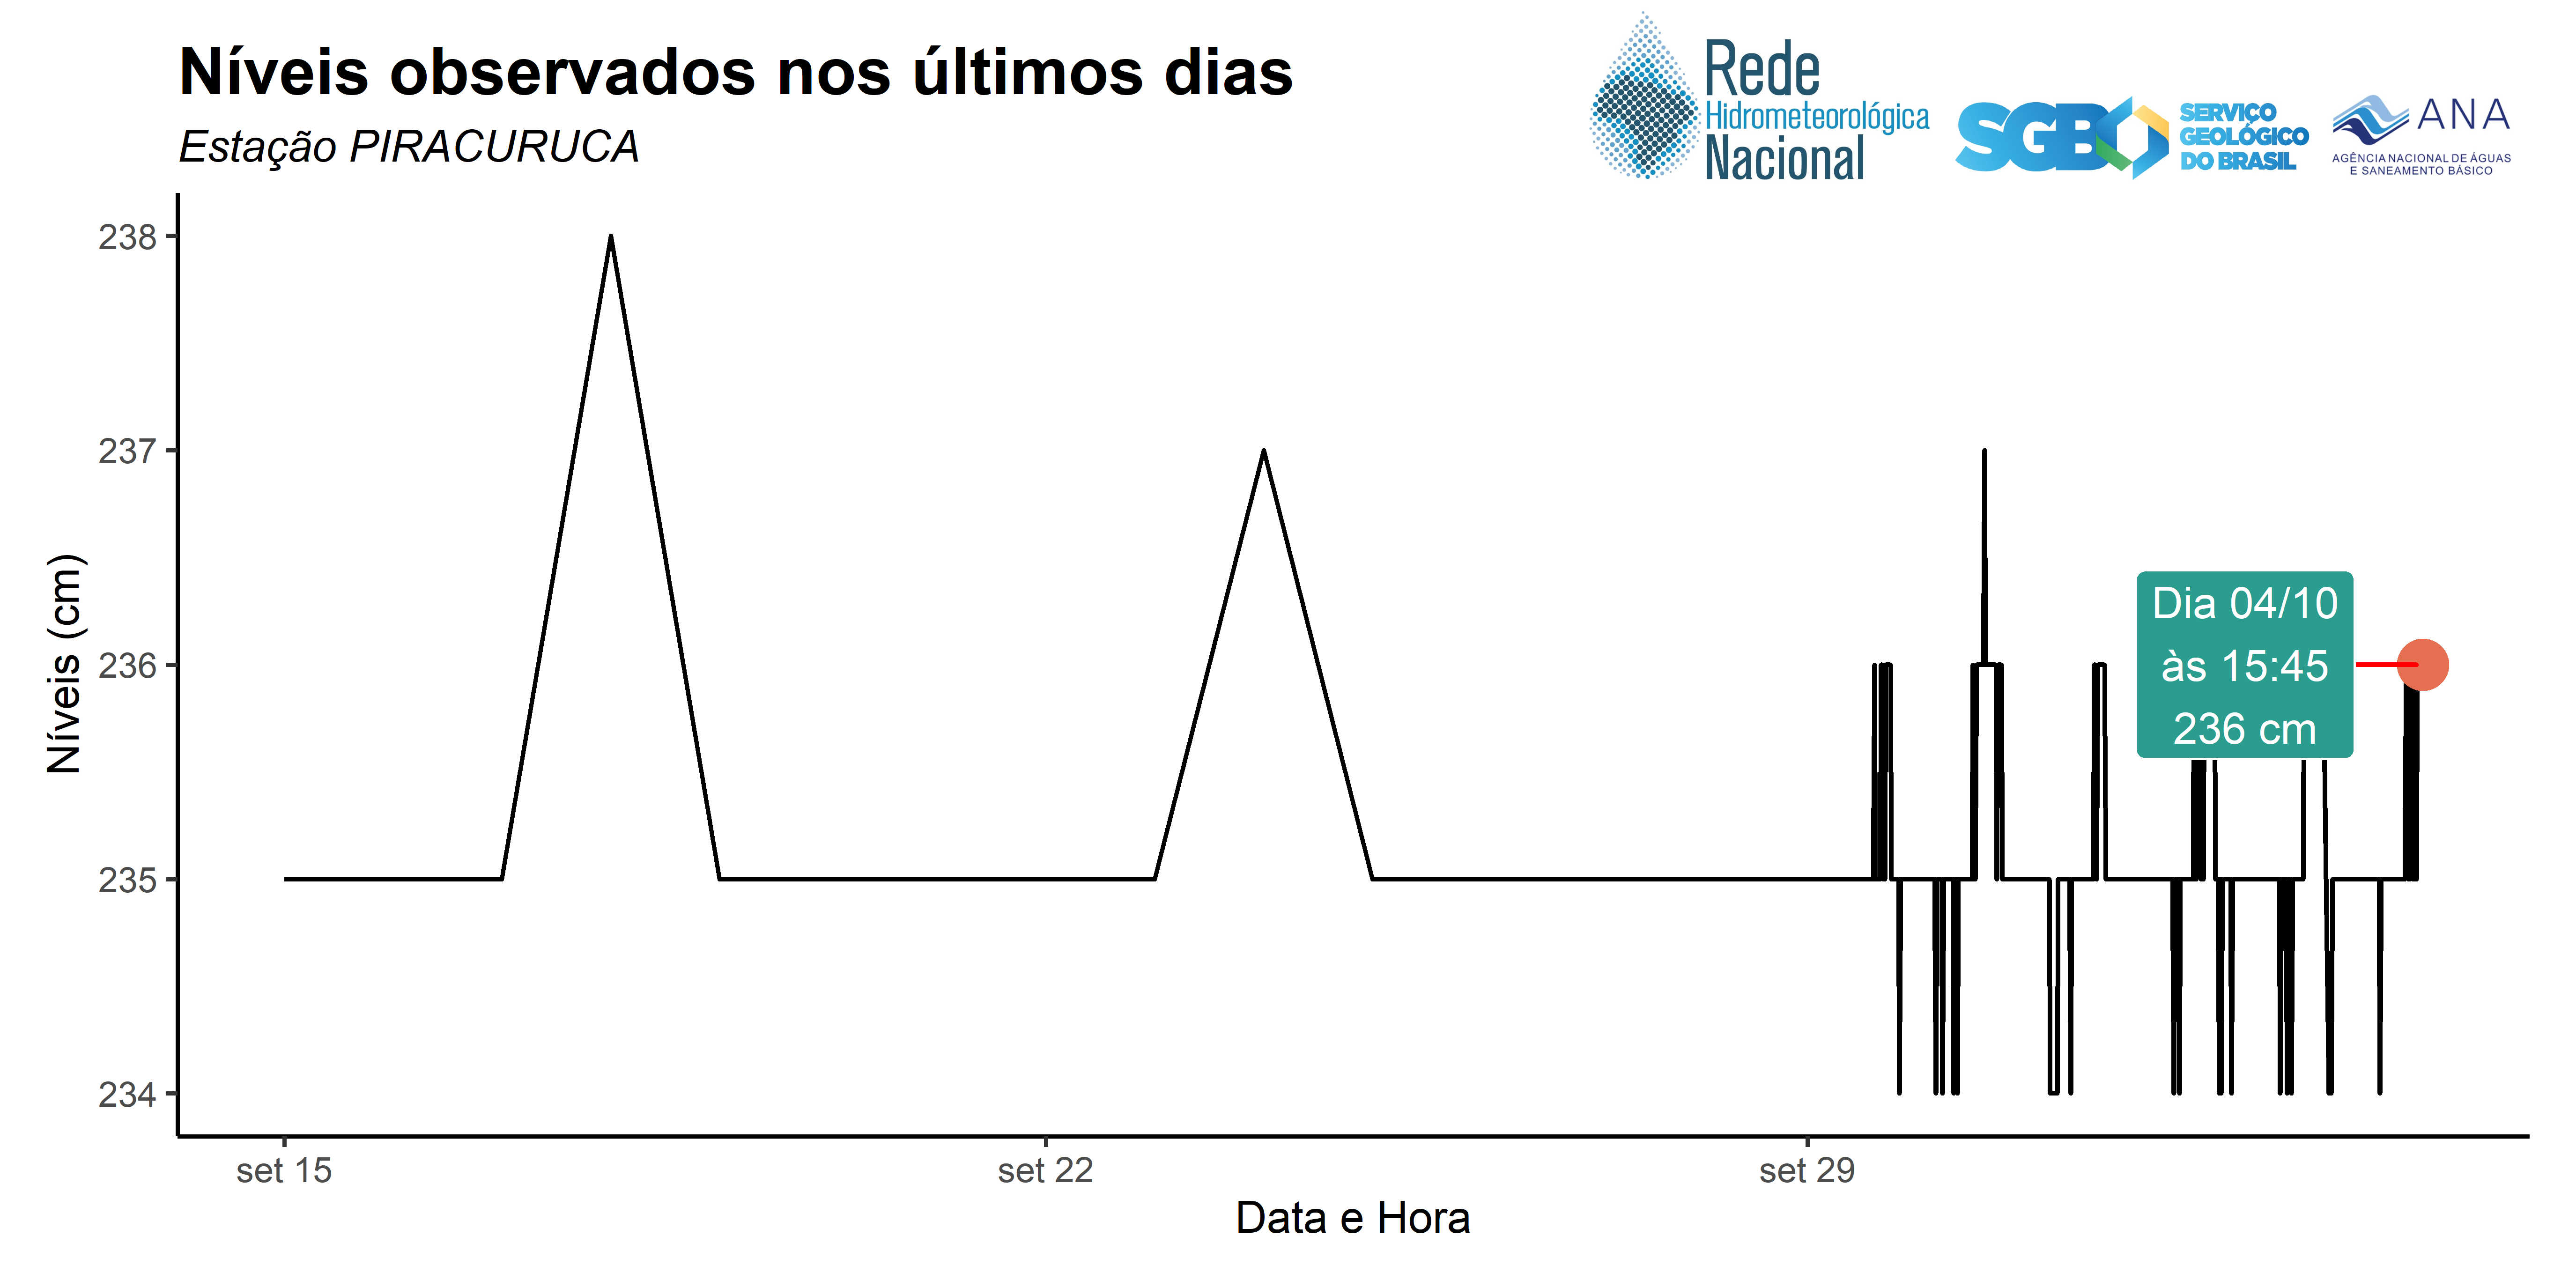 Níveis observados nos últimos dias
Estação PIRACURUCA
Rede
Hidrometeorológica
Nacional
SGB
SERVIÇO
GEOLÓGICO
DO BRASIL
ANA
AGÊNCIA NACIONAL DE ÁGUAS
E SANEAMENTO BÁSICO
Níveis (cm)
238
237
236
235
234
Dia 04/10
às 15:45
236 cm
set 15
set 22
set 29
Data e Hora